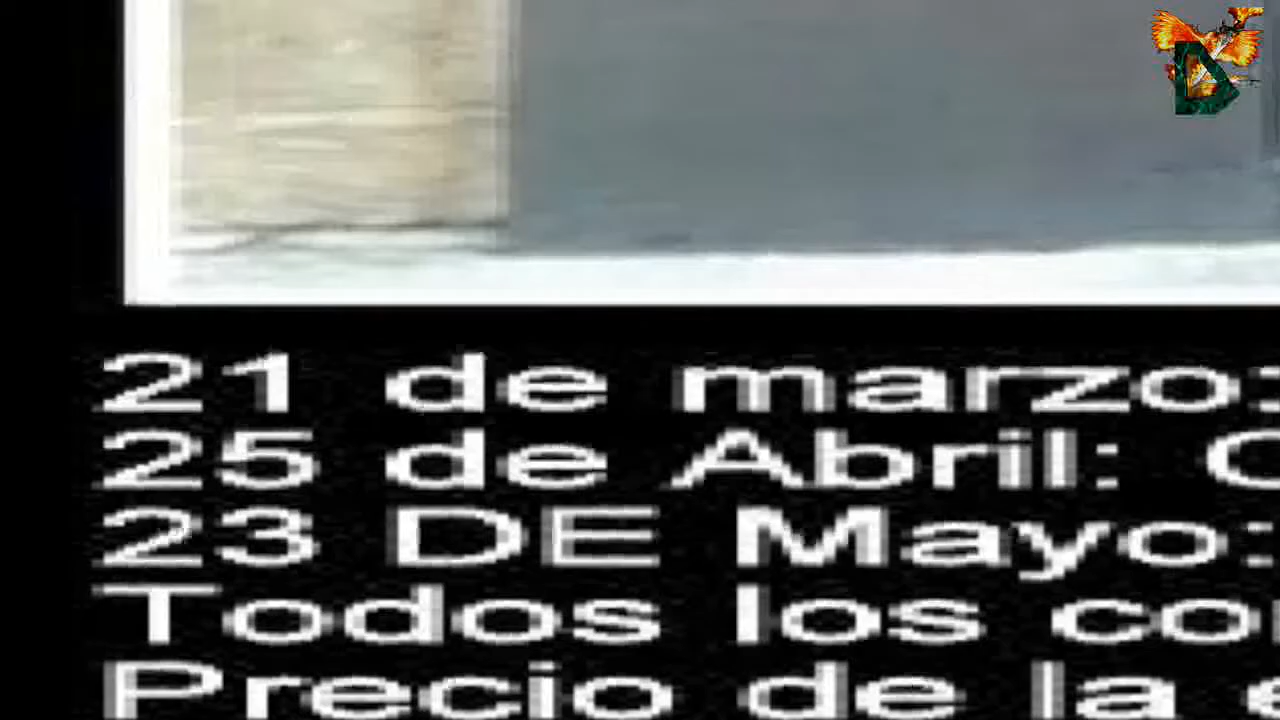 21 de marzo:
25 de Abril:
23 DE Mayo:
Todos los
Precio de la